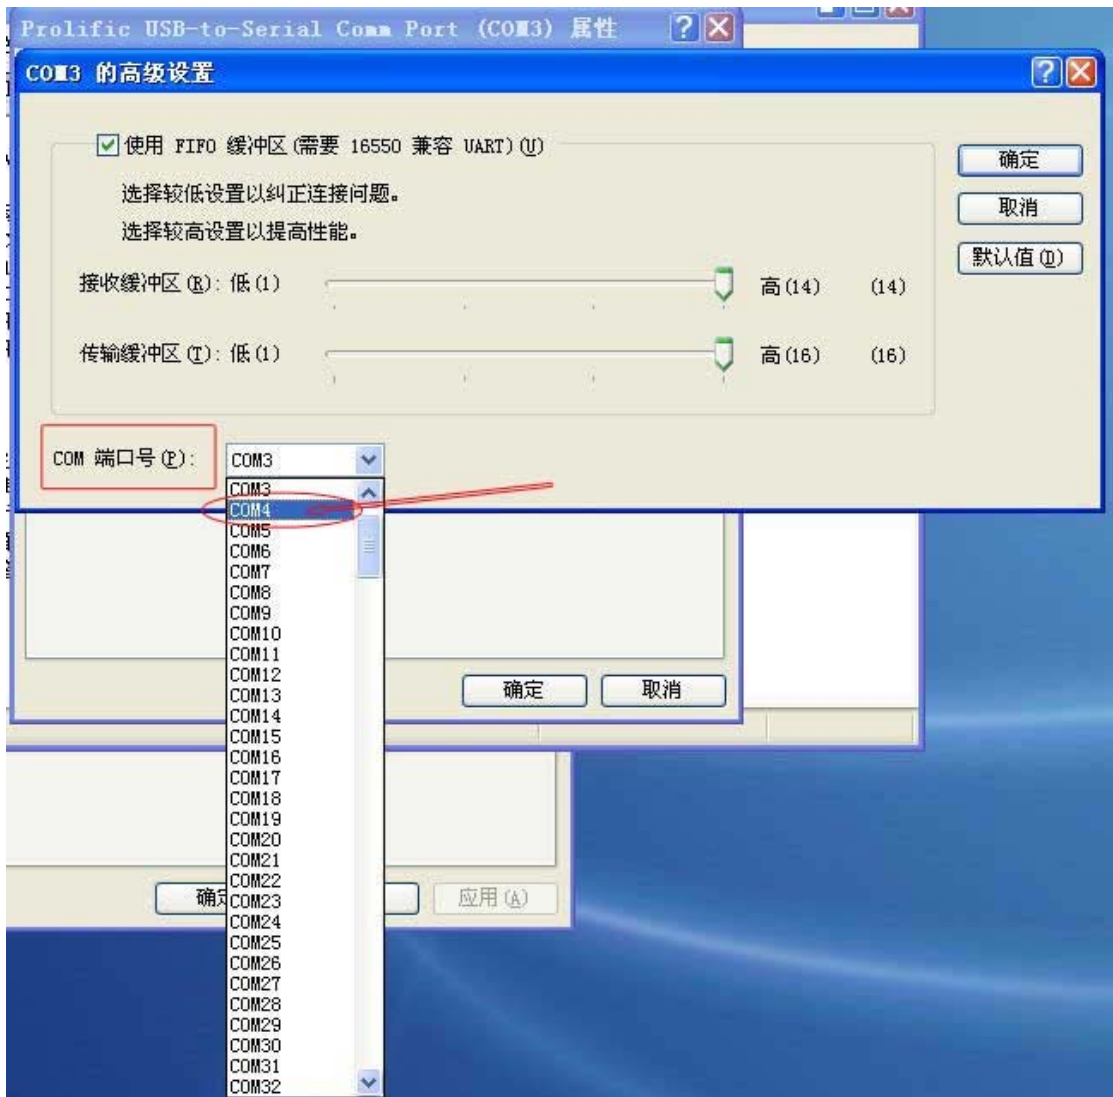 Prolific USB-to-Serial Comm Port (COM3) 属性
COM3 的高级设置
使用 FIFO 缓冲区(需要 16550 兼容 UART)(U)
确定
选择较低设置以纠正连接问题。
取消
选择较高设置以提高性能。
默认值(D)
接收缓冲区(R): 低(1) 高(14) (14)
传输缓冲区(T): 低(1) 高(16) (16)
COM 端口号(P): COM3
COM3
COM4
COM5
COM6
COM7
COM8
COM9
COM10
COM11
COM12
COM13
COM14
COM15
COM16
COM17
COM18
COM19
COM20
COM21
COM22
COM23
COM24
COM25
COM26
COM27
COM28
COM29
COM30
COM31
COM32
确定 取消
应用(A)